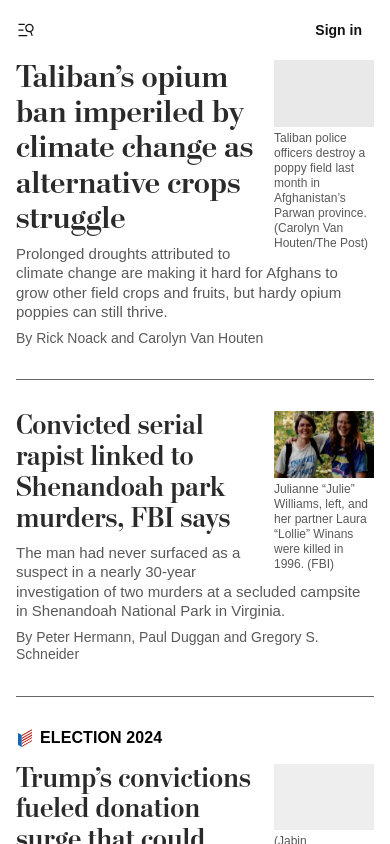 Sign in
Taliban’s opium
ban imperiled by
climate change as
alternative crops
struggle
Taliban police
officers destroy a
poppy field last
month in
Afghanistan’s
Parwan province.
(Carolyn Van
Houten/The Post)
Prolonged droughts attributed to
climate change are making it hard for Afghans to
grow other field crops and fruits, but hardy opium
poppies can still thrive.
By Rick Noack and Carolyn Van Houten
Convicted serial
rapist linked to
Shenandoah park
murders, FBI says
Julianne “Julie”
Williams, left, and
her partner Laura
“Lollie” Winans
were killed in
1996. (FBI)
The man had never surfaced as a
suspect in a nearly 30-year
investigation of two murders at a secluded campsite
in Shenandoah National Park in Virginia.
By Peter Hermann, Paul Duggan and Gregory S.
Schneider
ELECTION 2024
Trump’s convictions
fueled donation
surge that could
(Jabin